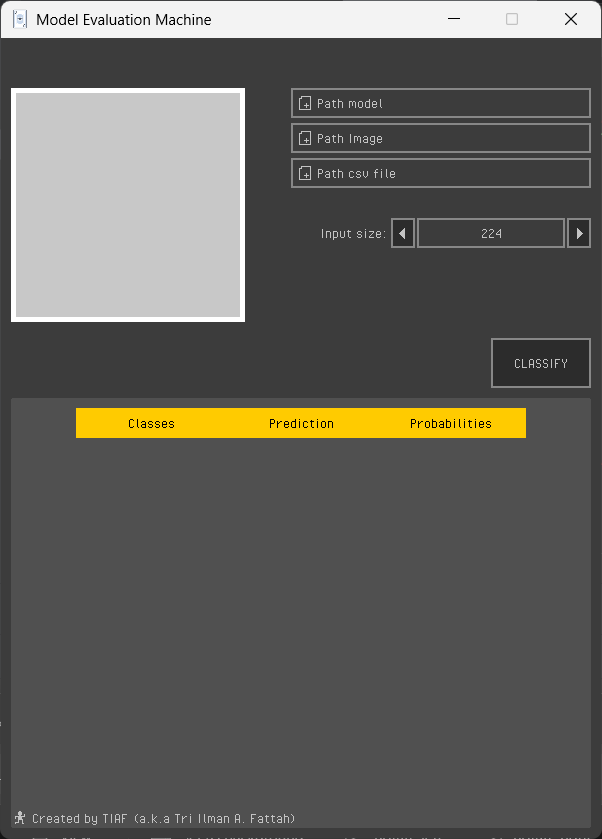 Model Evaluation Machine
Path model
Path Image
Path csv file
Input size: 224
CLASSIFY
Classes Prediction Probabilities
Created by TIAF (a.k.a Tri Ilman A. Fattah)